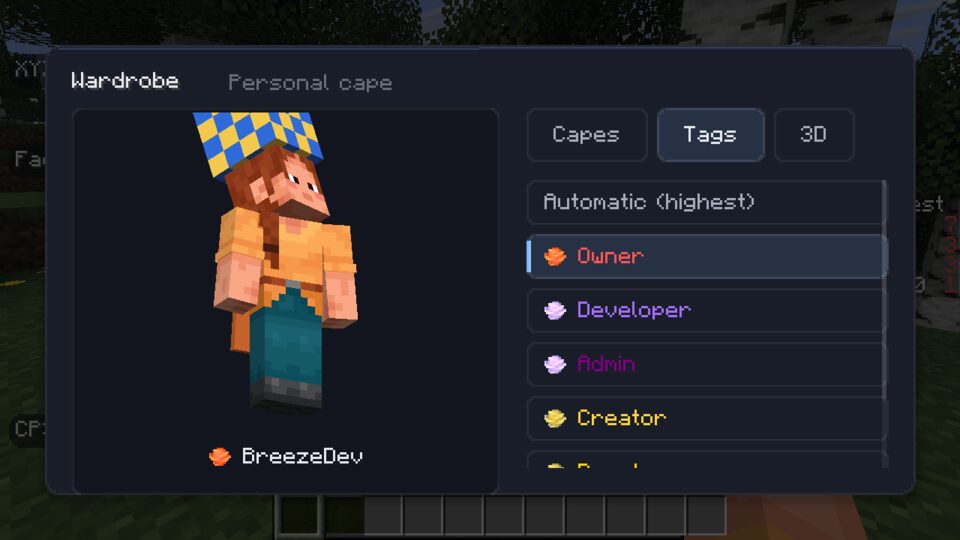 Wardrobe
Personal cape
Capes
Tags
3D
Automatic (highest)
Owner
Developer
Admin
Creator
BreezeDev